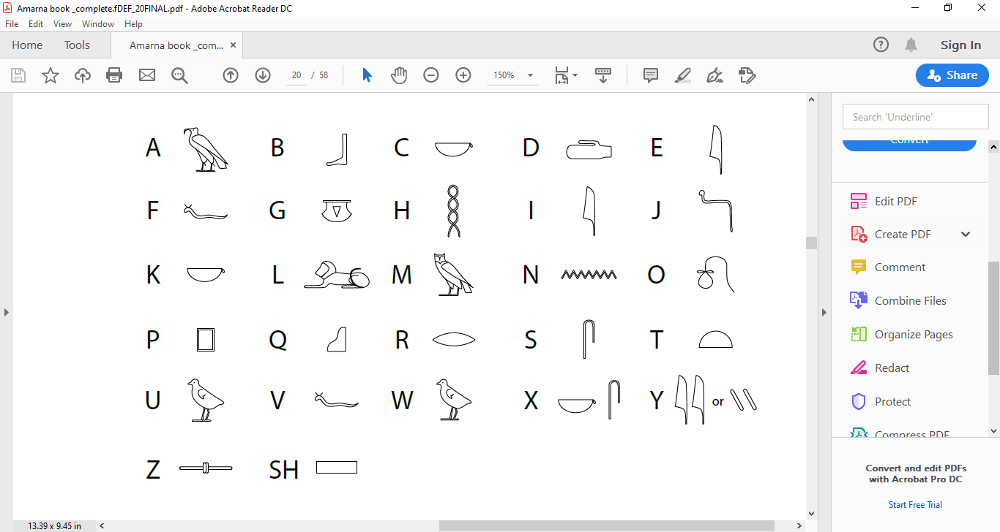 Amarna book _complete.fDEF_20FINAL.pdf - Adobe Acrobat Reader DC
File Edit View Window Help
Home Tools Amarna book _com... × Sign In
20 / 58 150% Share
Search 'Underline'
Convert
A B C D E
F G H I J
K L M N O
P Q R S T
U V W X Y or
Z SH
Edit PDF
Create PDF
Comment
Combine Files
Organize Pages
Redact
Protect
Compress PDF
Convert and edit PDFs
with Acrobat Pro DC
Start Free Trial
13.39 x 9.45 in